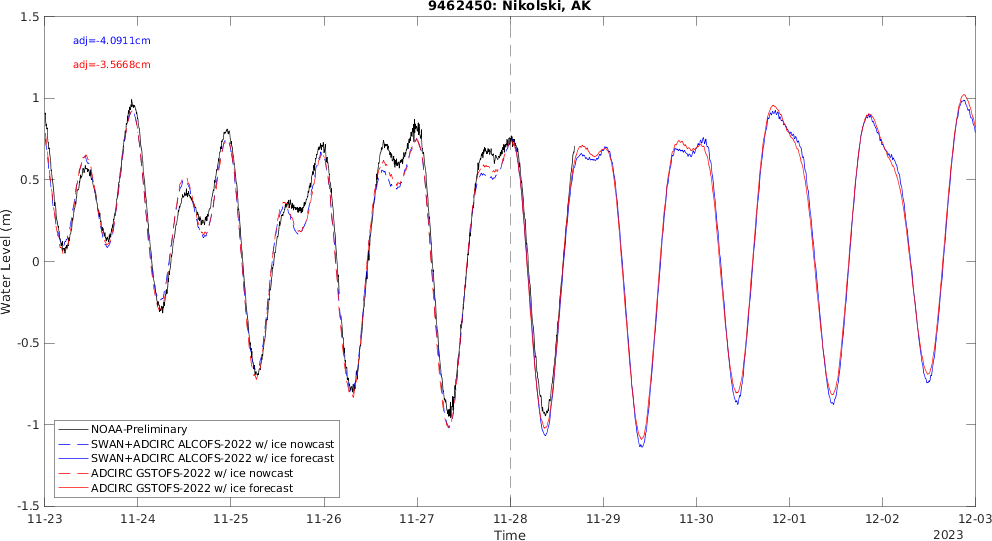 9462450: Nikolski, AK
adj=-4.0911cm
adj=-3.5668cm
1.5
1
0.5
0
-0.5
-1
-1.5
Water Level (m)
NOAA-Preliminary
SWAN+ADCIRC ALCOFS-2022 w/ ice nowcast
SWAN+ADCIRC ALCOFS-2022 w/ ice forecast
ADCIRC GSTOFS-2022 w/ ice nowcast
ADCIRC GSTOFS-2022 w/ ice forecast
11-23 11-24 11-25 11-26 11-27 11-28 11-29 11-30 12-01 12-02 12-03
Time
2023